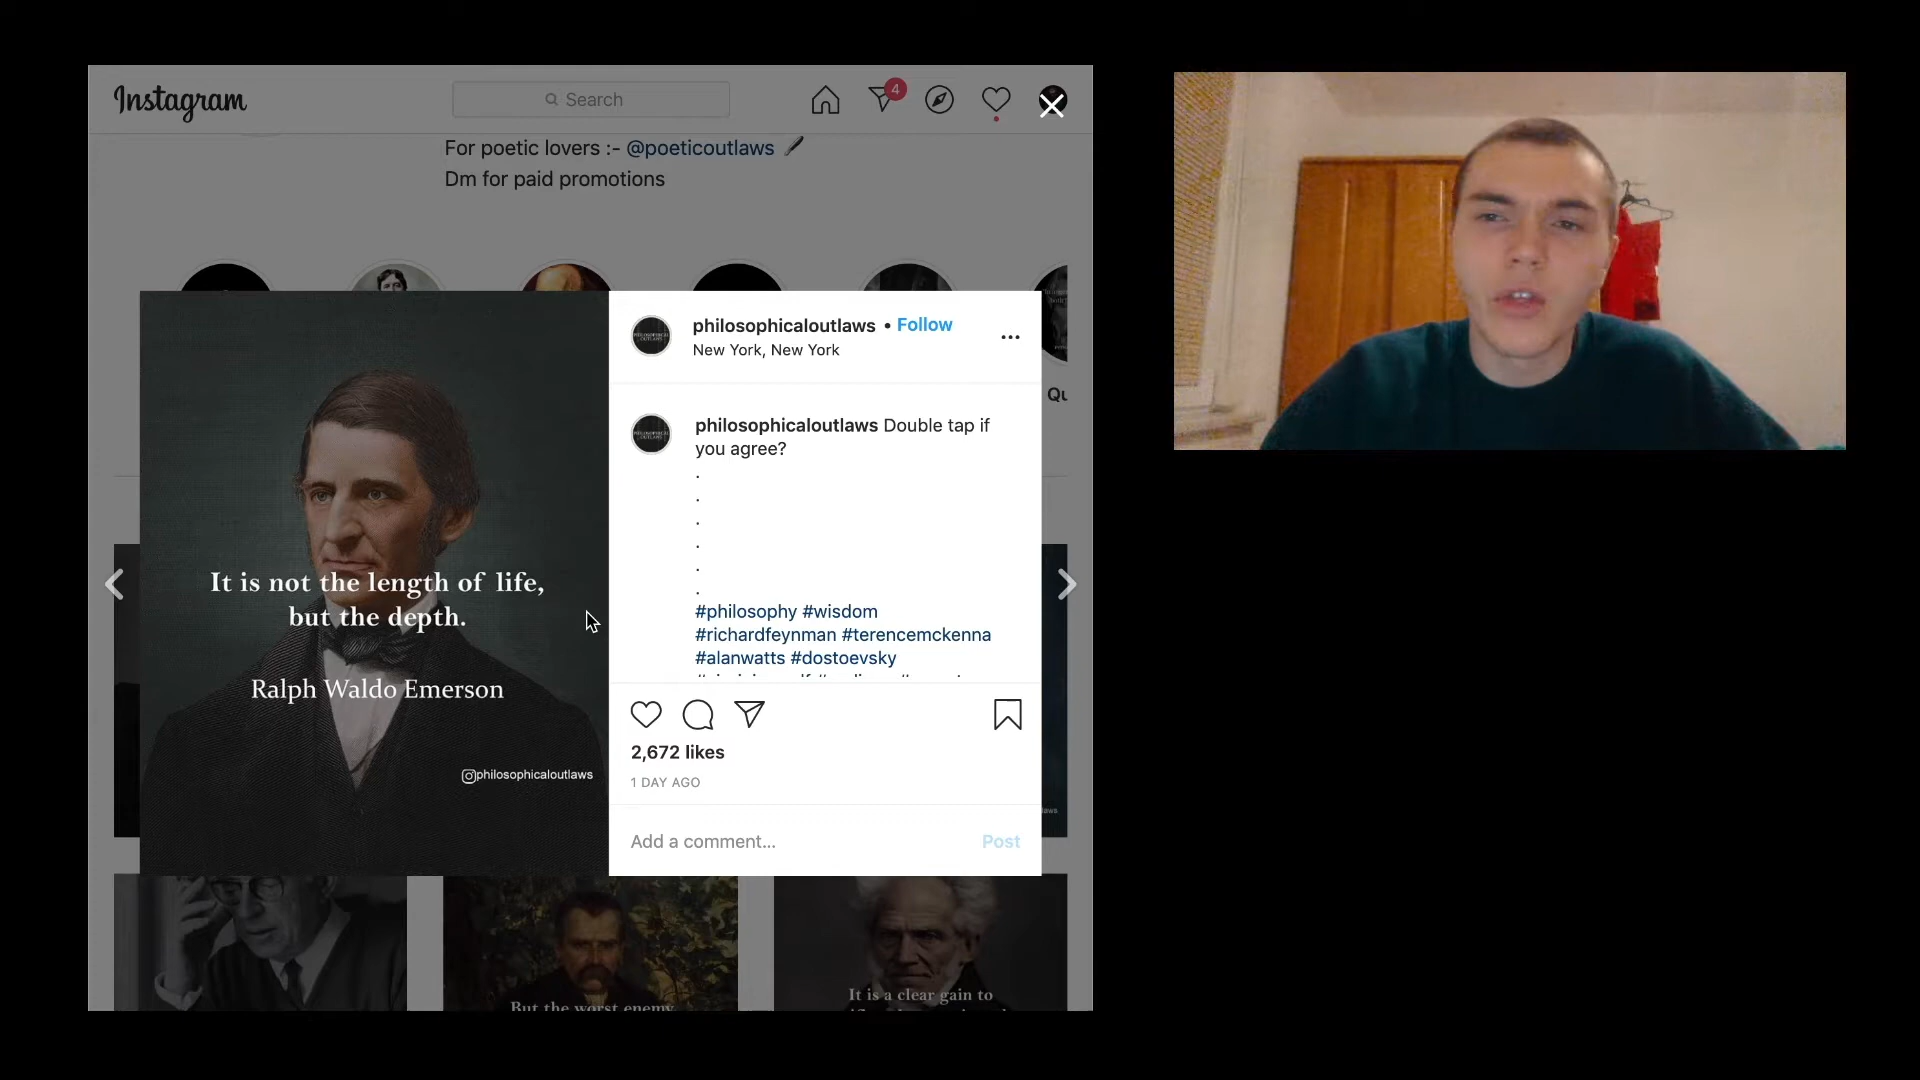 Instagram
Search
4
For poetic lovers :- @poeticoutlaws
Dm for paid promotions
It is not the length of life,
but the depth.
Ralph Waldo Emerson
philosophicaloutlaws
philosophicaloutlaws • Follow
New York, New York
philosophicaloutlaws Double tap if
you agree?
.
.
.
.
.
.
#philosophy #wisdom
#richardfeynman #terencemckenna
#alanwatts #dostoevsky
2,672 likes
1 DAY AGO
Add a comment... Post
But the worst enemy
It is a clear gain to